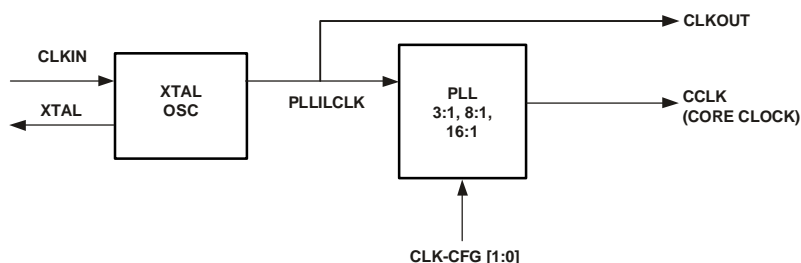 CLKOUT
CLKIN
XTAL
XTAL
OSC
PLLILCLK
PLL
3:1, 8:1,
16:1
CCLK
(CORE CLOCK)
CLK-CFG [1:0]